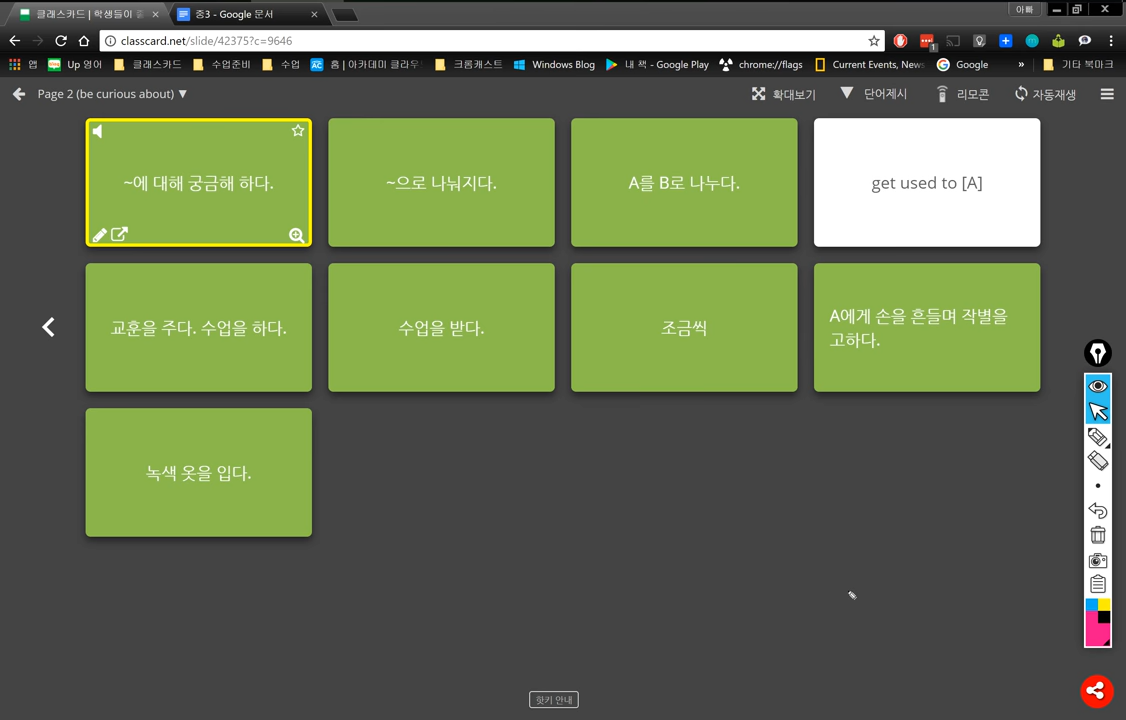 클래스카드 | 학생들이 좋
중3 - Google 문서
아빠
classcard.net/slide/42375?c=9646
1
앱
Up 영어
클래스카드
수업준비
수업
홈 | 아카데미 클라우
크롬캐스트
Windows Blog
내 책 - Google Play
chrome://flags
Current Events, News
Google
»
기타 북마크
Page 2 (be curious about) ▼
확대보기
▼ 단어제시
리모콘
자동재생
~에 대해 궁금해 하다.
~으로 나눠지다.
A를 B로 나누다.
get used to [A]
교훈을 주다. 수업을 하다.
수업을 받다.
조금씩
A에게 손을 흔들며 작별을
고하다.
녹색 옷을 입다.
핫키 안내